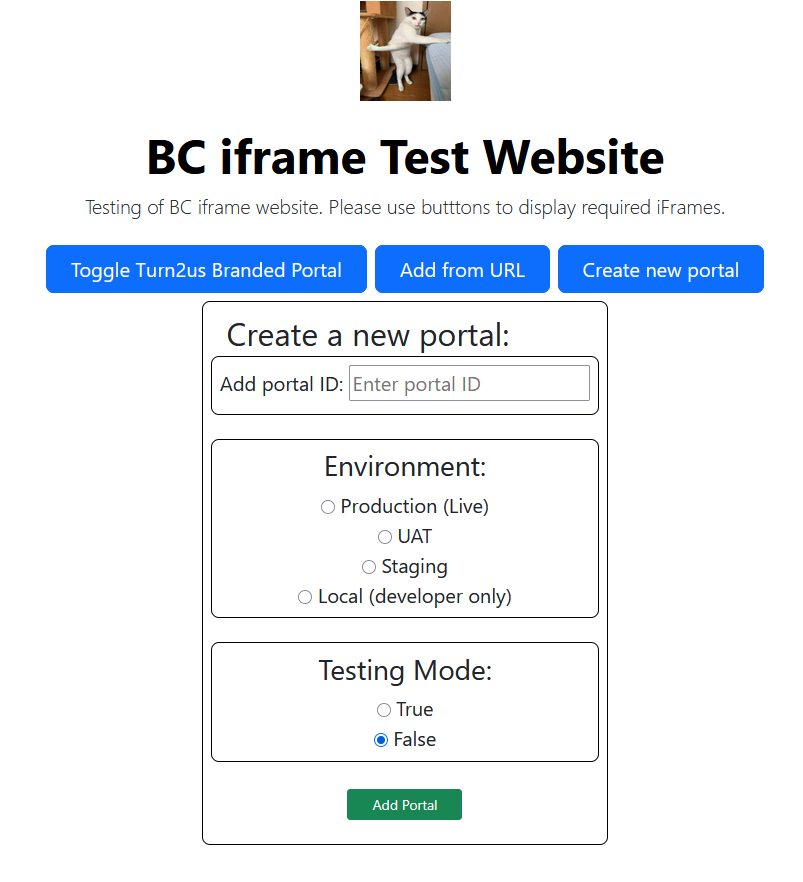 BC iframe Test Website
Testing of BC iframe website. Please use butttons to display required iFrames.
Toggle Turn2us Branded Portal Add from URL Create new portal
Create a new portal:
Add portal ID: Enter portal ID
Environment:
Production (Live)
UAT
Staging
Local (developer only)
Testing Mode:
True
False
Add Portal